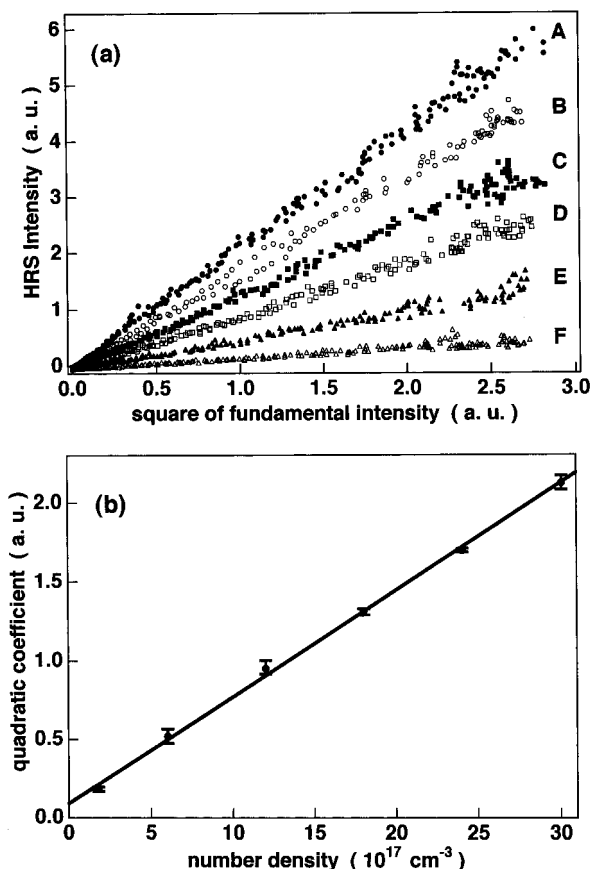 (a)
HRS Intensity ( a. u. )
6
5
4
3
2
1
0
A
B
C
D
E
F
0.0 0.5 1.0 1.5 2.0 2.5 3.0
square of fundamental intensity ( a. u. )
(b)
quadratic coefficient ( a. u. )
2.0
1.5
1.0
0.5
0.0
0 5 10 15 20 25 30
number density ( 10¹⁷ cm⁻³ )